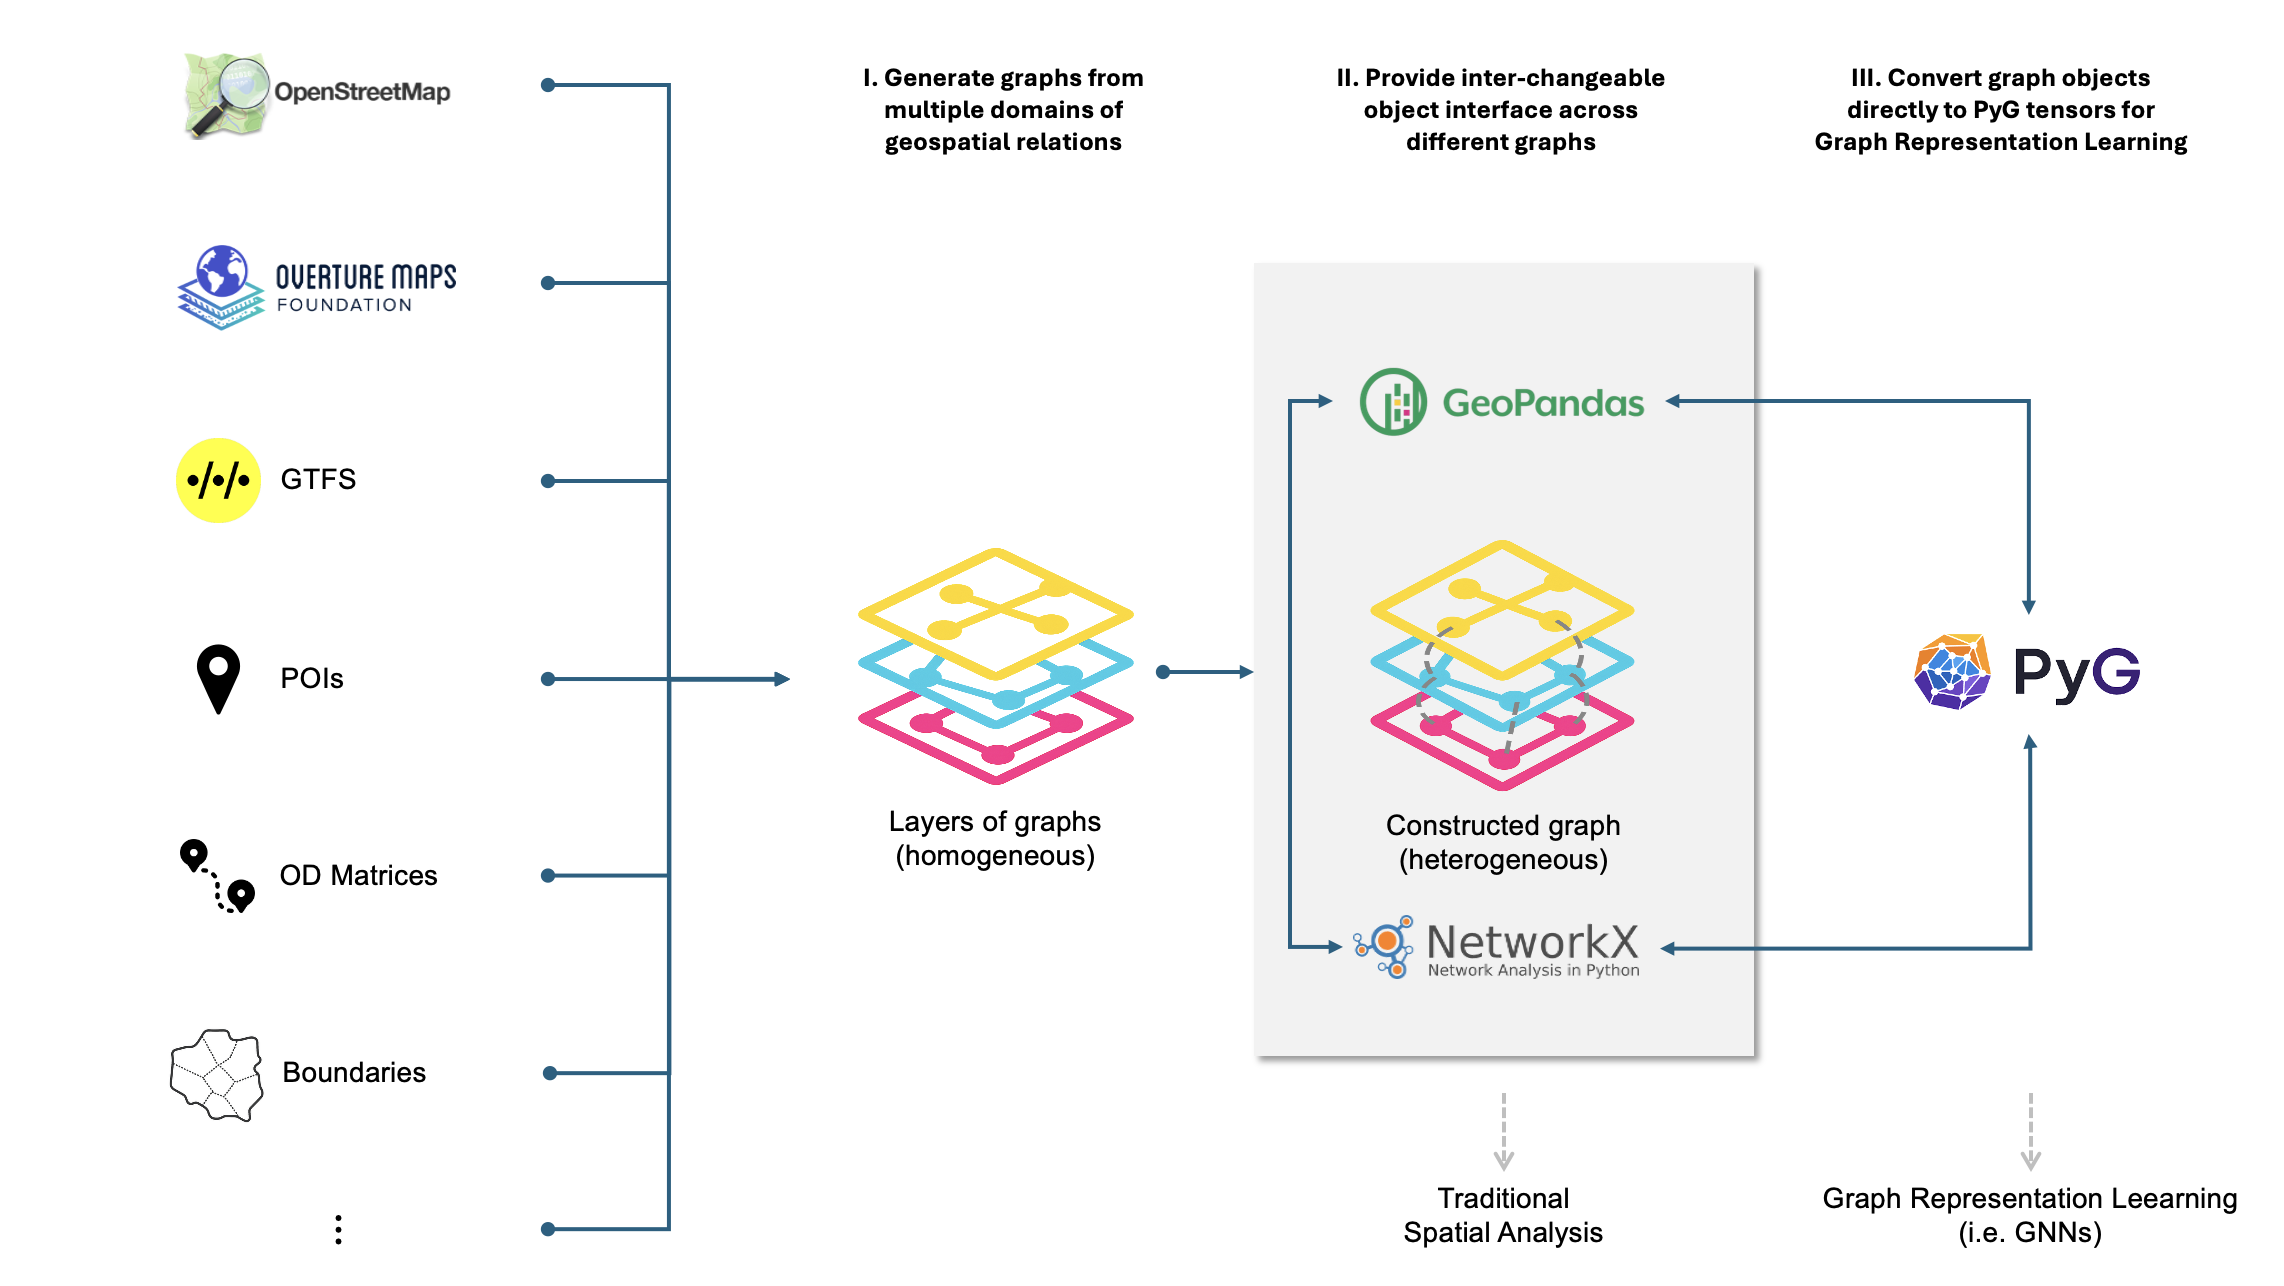 OpenStreetMap
OVERTURE MAPS
FOUNDATION
GTFS
POIs
OD Matrices
Boundaries
I. Generate graphs from
multiple domains of
geospatial relations
Layers of graphs
(homogeneous)
II. Provide inter-changeable
object interface across
different graphs
GeoPandas
Constructed graph
(heterogeneous)
NetworkX
Network Analysis in Python
Traditional
Spatial Analysis
III. Convert graph objects
directly to PyG tensors for
Graph Representation Learning
PyG
Graph Representation Leearning
(i.e. GNNs)